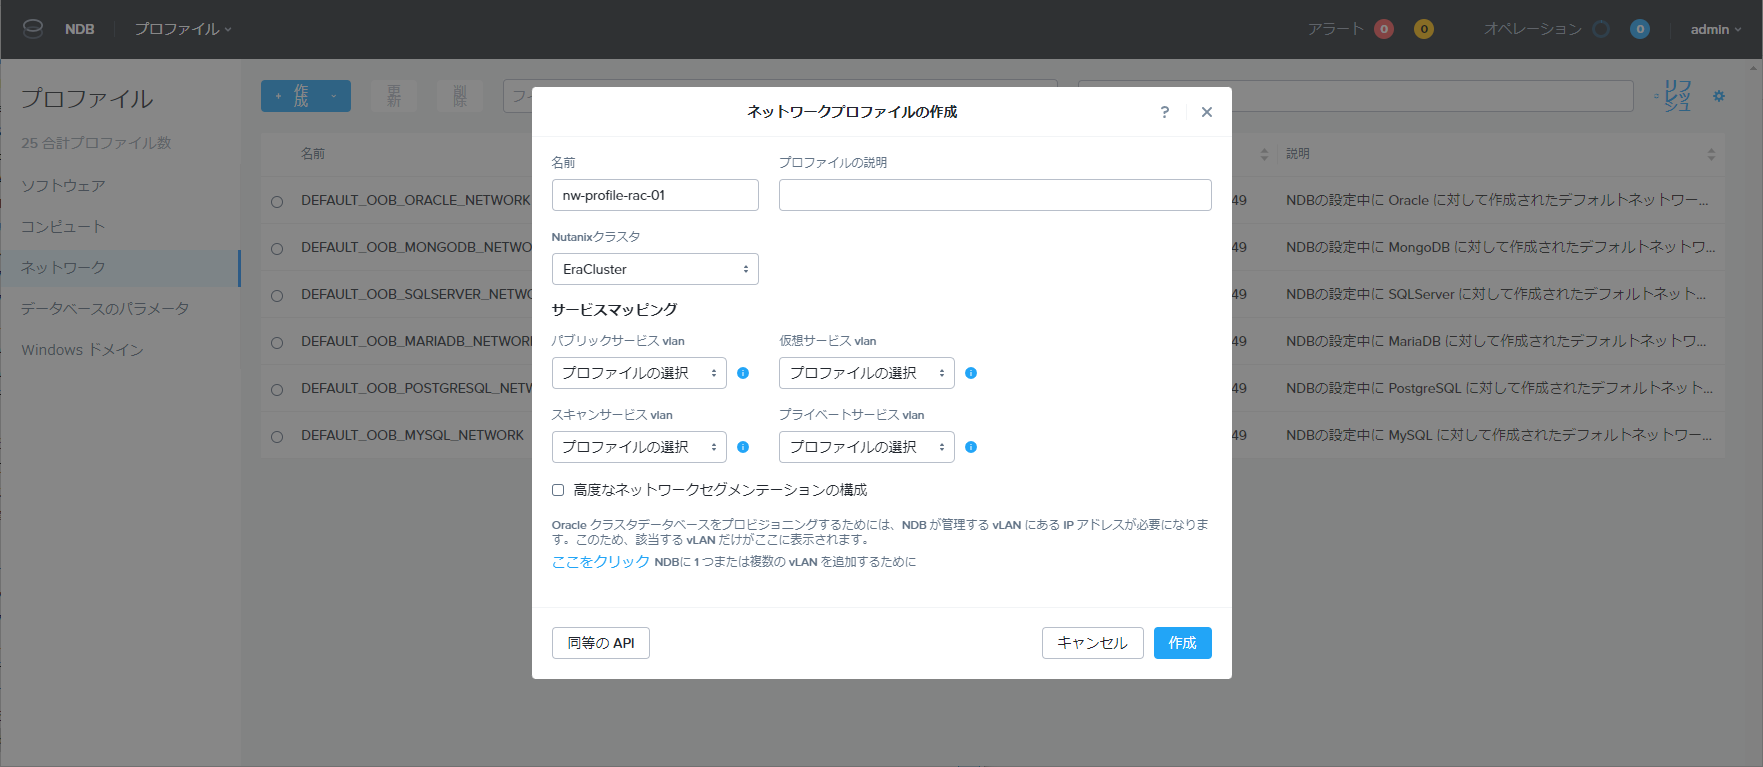 NDB プロファイル アラート 0 0 オペレーション 0 admin
プロファイル
25 合計プロファイル数
ソフトウェア
コンピュート
ネットワーク
データベースのパラメータ
Windows ドメイン
作成 更新 削除 リフレッシュ
名前 説明
DEFAULT_OOB_ORACLE_NETWORK 49 NDBの設定中に Oracle に対して作成されたデフォルトネットワー...
DEFAULT_OOB_MONGODB_NETWO 49 NDBの設定中に MongoDB に対して作成されたデフォルトネットワ...
DEFAULT_OOB_SQLSERVER_NETWO 49 NDBの設定中に SQLServer に対して作成されたデフォルトネット...
DEFAULT_OOB_MARIADB_NETWOR 49 NDBの設定中に MariaDB に対して作成されたデフォルトネットワ...
DEFAULT_OOB_POSTGRESQL_NETW 49 NDBの設定中に PostgreSQL に対して作成されたデフォルトネット...
DEFAULT_OOB_MYSQL_NETWORK 49 NDBの設定中に MySQL に対して作成されたデフォルトネットワー...
ネットワークプロファイルの作成 ? ×
名前 プロファイルの説明
nw-profile-rac-01
Nutanixクラスタ
EraCluster
サービスマッピング
パブリックサービス vlan 仮想サービス vlan
プロファイルの選択 プロファイルの選択
スキャンサービス vlan プライベートサービス vlan
プロファイルの選択 プロファイルの選択
高度なネットワークセグメンテーションの構成
Oracle クラスタデータベースをプロビジョニングするためには、NDB が管理する vLAN にある IP アドレスが必要になりま
す。このため、該当する vLAN だけがここに表示されます。
ここをクリック NDBに 1 つまたは複数の vLAN を追加するために
同等の API キャンセル 作成